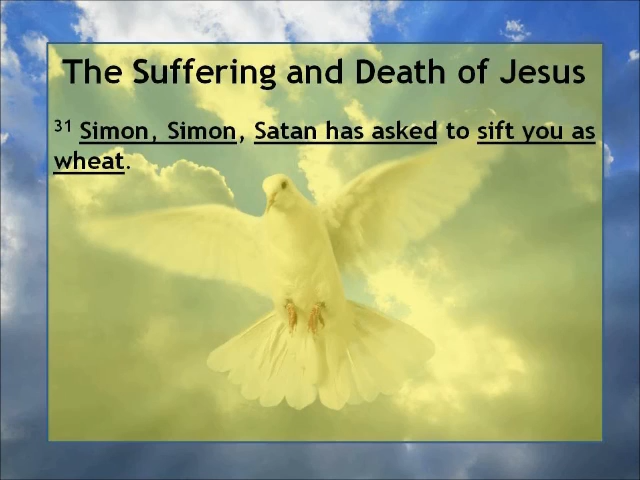 The Suffering and Death of Jesus
31 Simon, Simon, Satan has asked to sift you as
wheat.